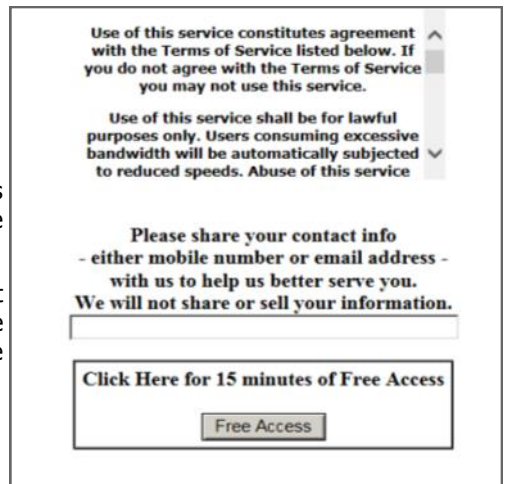 Use of this service constitutes agreement
with the Terms of Service listed below. If
you do not agree with the Terms of Service
you may not use this service.
Use of this service shall be for lawful
purposes only. Users consuming excessive
bandwidth will be automatically subjected
to reduced speeds. Abuse of this service
Please share your contact info
- either mobile number or email address -
with us to help us better serve you.
We will not share or sell your information.
Click Here for 15 minutes of Free Access
Free Access